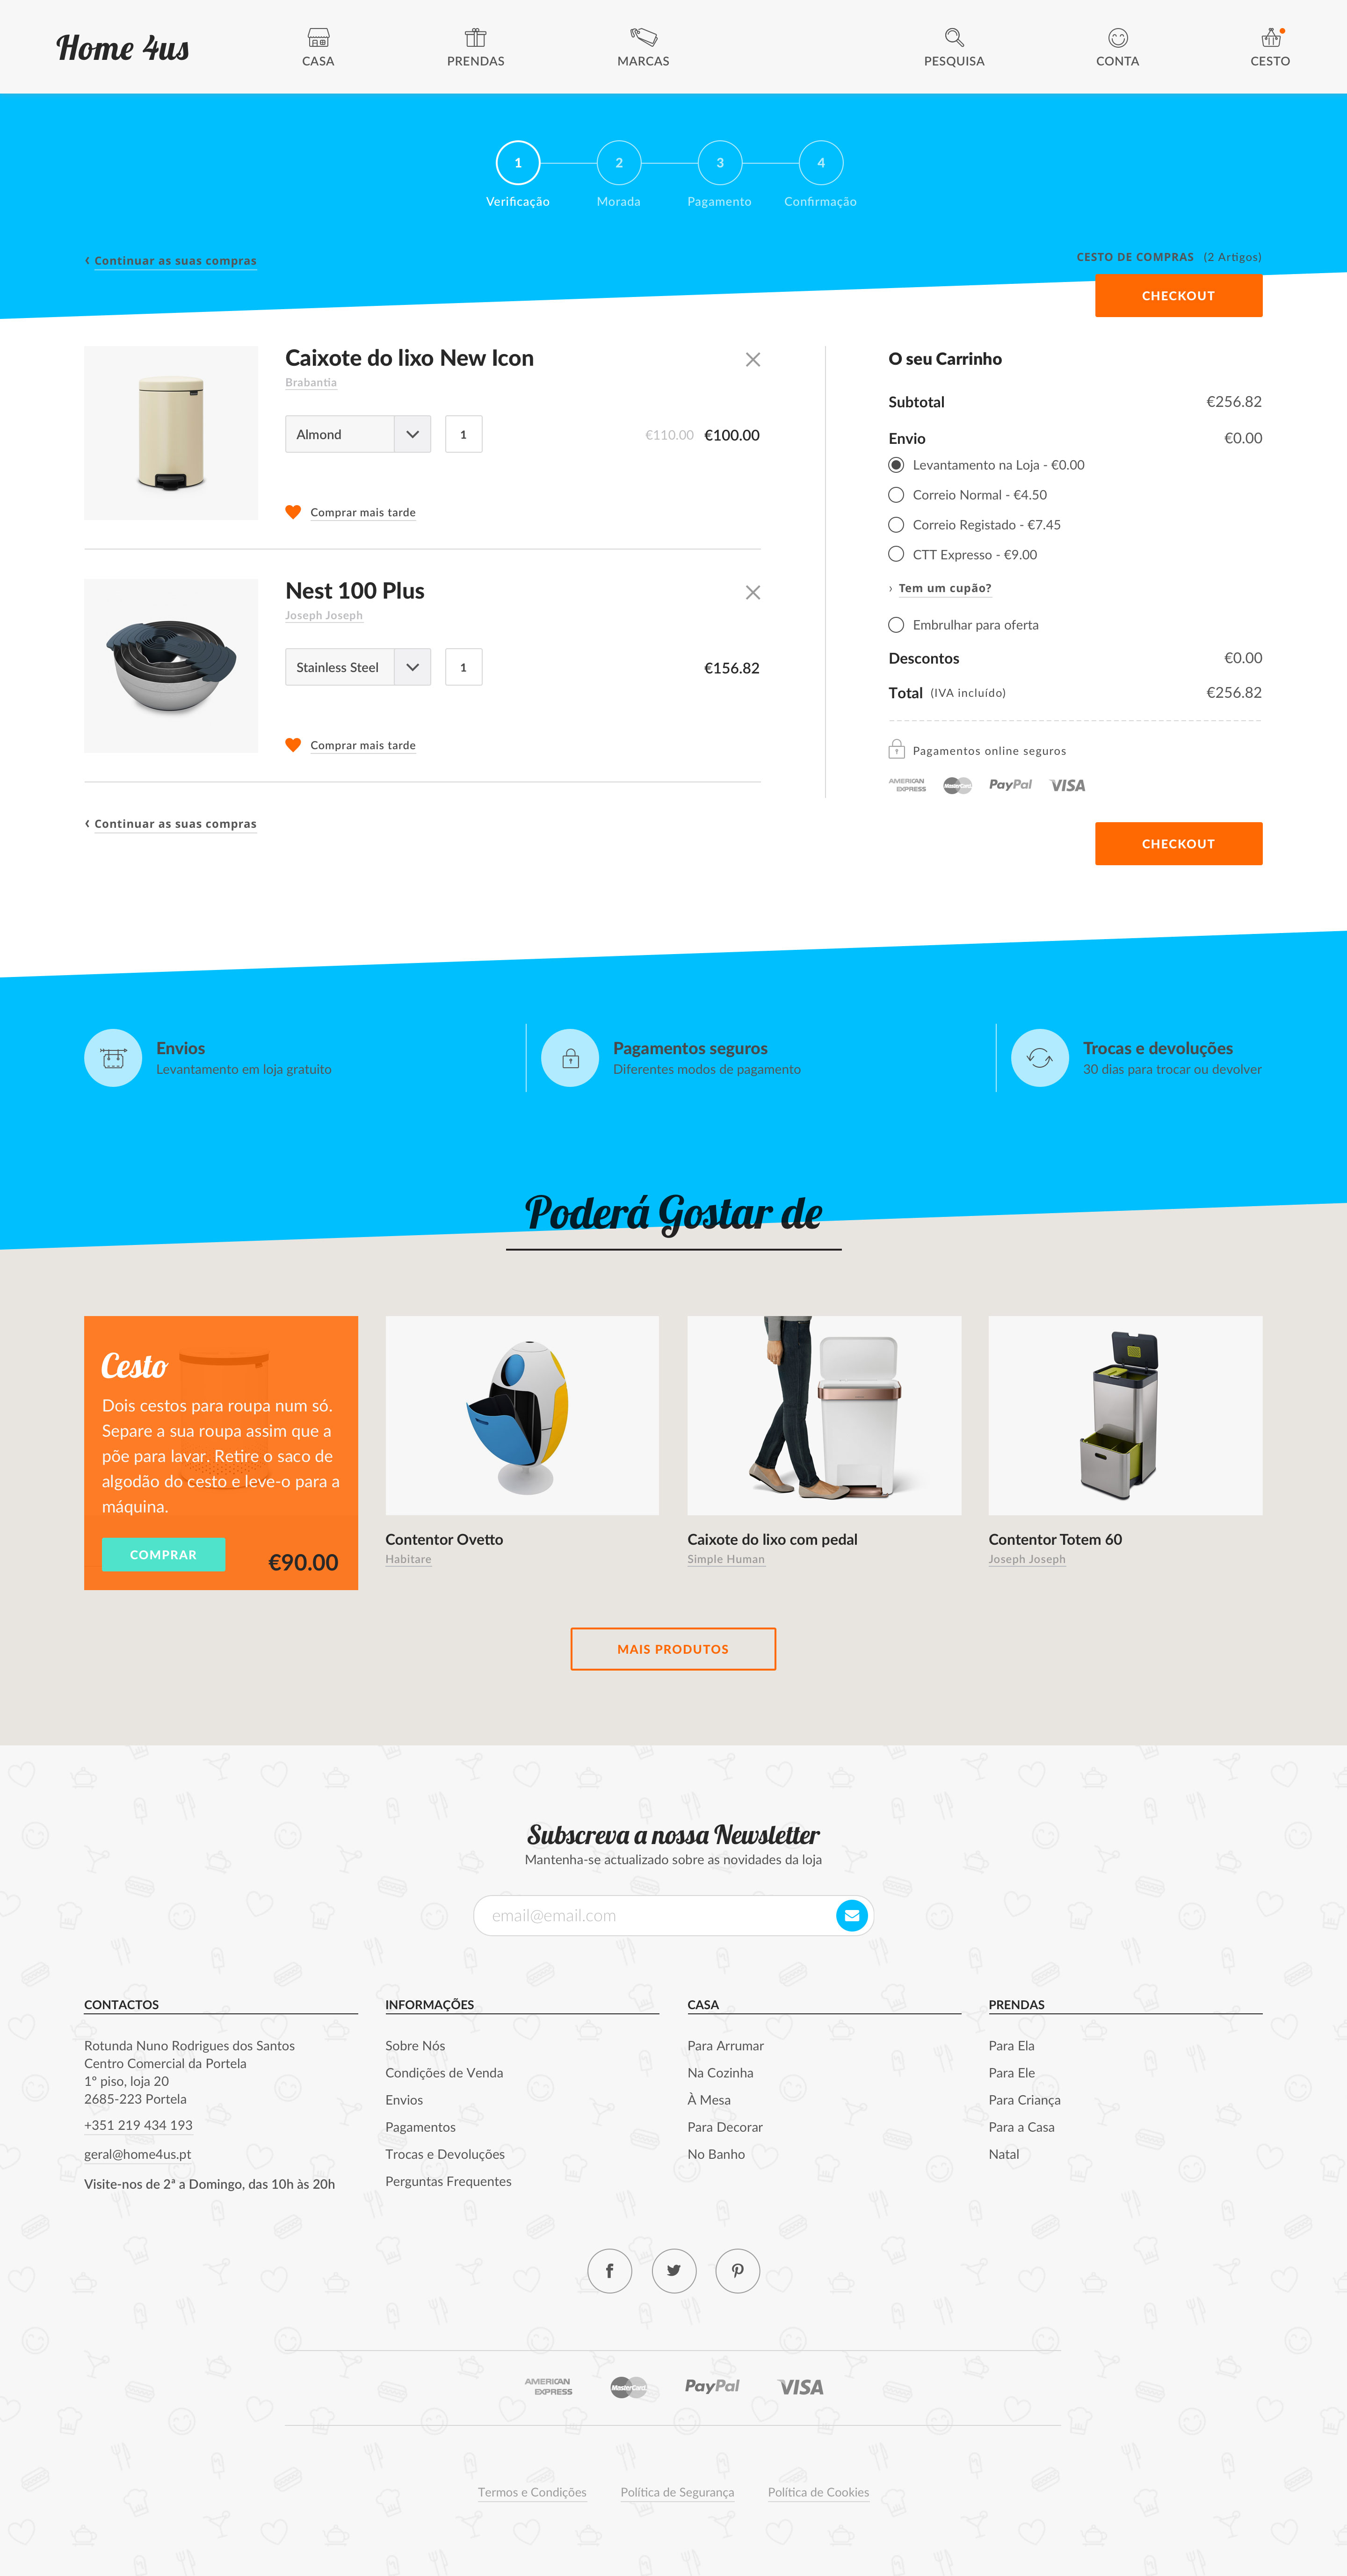 Home 4us
CASA
PRENDAS
MARCAS
PESQUISA
CONTA
CESTO
1
2
3
4
Verificação
Morada
Pagamento
Confirmação
‹ Continuar as suas compras
CESTO DE COMPRAS (2 Artigos)
CHECKOUT
Caixote do lixo New Icon
Brabantia
Almond
1
€110.00 €100.00
Comprar mais tarde
Nest 100 Plus
Joseph Joseph
Stainless Steel
1
€156.82
Comprar mais tarde
‹ Continuar as suas compras
O seu Carrinho
Subtotal €256.82
Envio €0.00
Levantamento na Loja - €0.00
Correio Normal - €4.50
Correio Registado - €7.45
CTT Expresso - €9.00
› Tem um cupão?
Embrulhar para oferta
Descontos €0.00
Total (IVA incluído) €256.82
Pagamentos online seguros
AMERICAN EXPRESS
MasterCard
PayPal
VISA
CHECKOUT
Envios
Levantamento em loja gratuito
Pagamentos seguros
Diferentes modos de pagamento
Trocas e devoluções
30 dias para trocar ou devolver
Poderá Gostar de
Cesto
Dois cestos para roupa num só.
Separe a sua roupa assim que a
põe para lavar. Retire o saco de
algodão do cesto e leve-o para a
máquina.
COMPRAR
€90.00
Contentor Ovetto
Habitare
Caixote do lixo com pedal
Simple Human
Contentor Totem 60
Joseph Joseph
MAIS PRODUTOS
Subscreva a nossa Newsletter
Mantenha-se actualizado sobre as novidades da loja
email@email.com
CONTACTOS
Rotunda Nuno Rodrigues dos Santos
Centro Comercial da Portela
1º piso, loja 20
2685-223 Portela
+351 219 434 193
geral@home4us.pt
Visite-nos de 2ª a Domingo, das 10h às 20h
INFORMAÇÕES
Sobre Nós
Condições de Venda
Envios
Pagamentos
Trocas e Devoluções
Perguntas Frequentes
CASA
Para Arrumar
Na Cozinha
À Mesa
Para Decorar
No Banho
PRENDAS
Para Ela
Para Ele
Para Criança
Para a Casa
Natal
AMERICAN EXPRESS
MasterCard
PayPal
VISA
Termos e Condições
Política de Segurança
Política de Cookies